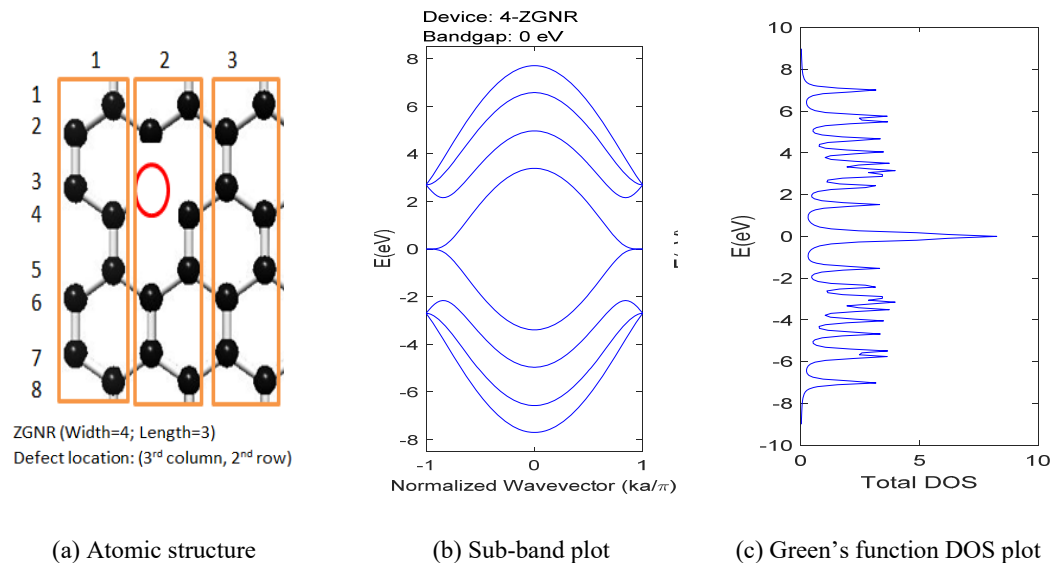 1 2 3
1
2
3
4
5
6
7
8
ZGNR (Width=4; Length=3)
Defect location: (3rd column, 2nd row)
Device: 4-ZGNR
Bandgap: 0 eV
8
6
4
2
0
-2
-4
-6
-8
E(eV)
-1 0 1
Normalized Wavevector (ka/π)
10
8
6
4
2
0
-2
-4
-6
-8
-10
E(eV)
0 5 10
Total DOS
(a) Atomic structure
(b) Sub-band plot
(c) Green's function DOS plot